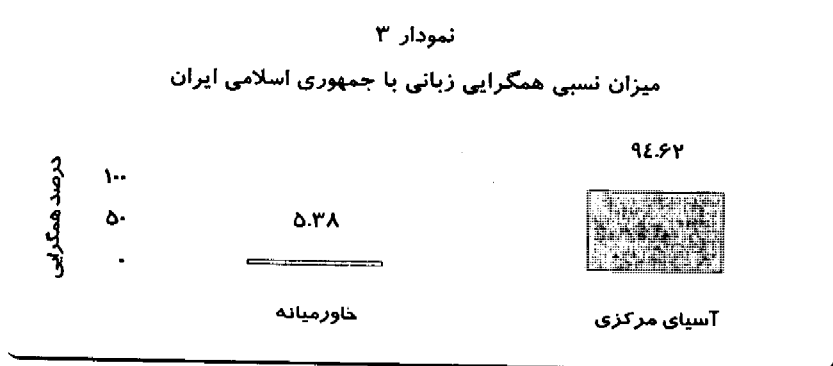 نمودار ۳
میزان نسبی همگرایی زبانی با جمهوری اسلامی ایران
۹٤.۶۲
درصد همگرایی
۱۰۰
۵۰
۰
۵.۳۸
آسیای مرکزی
خاورمیانه